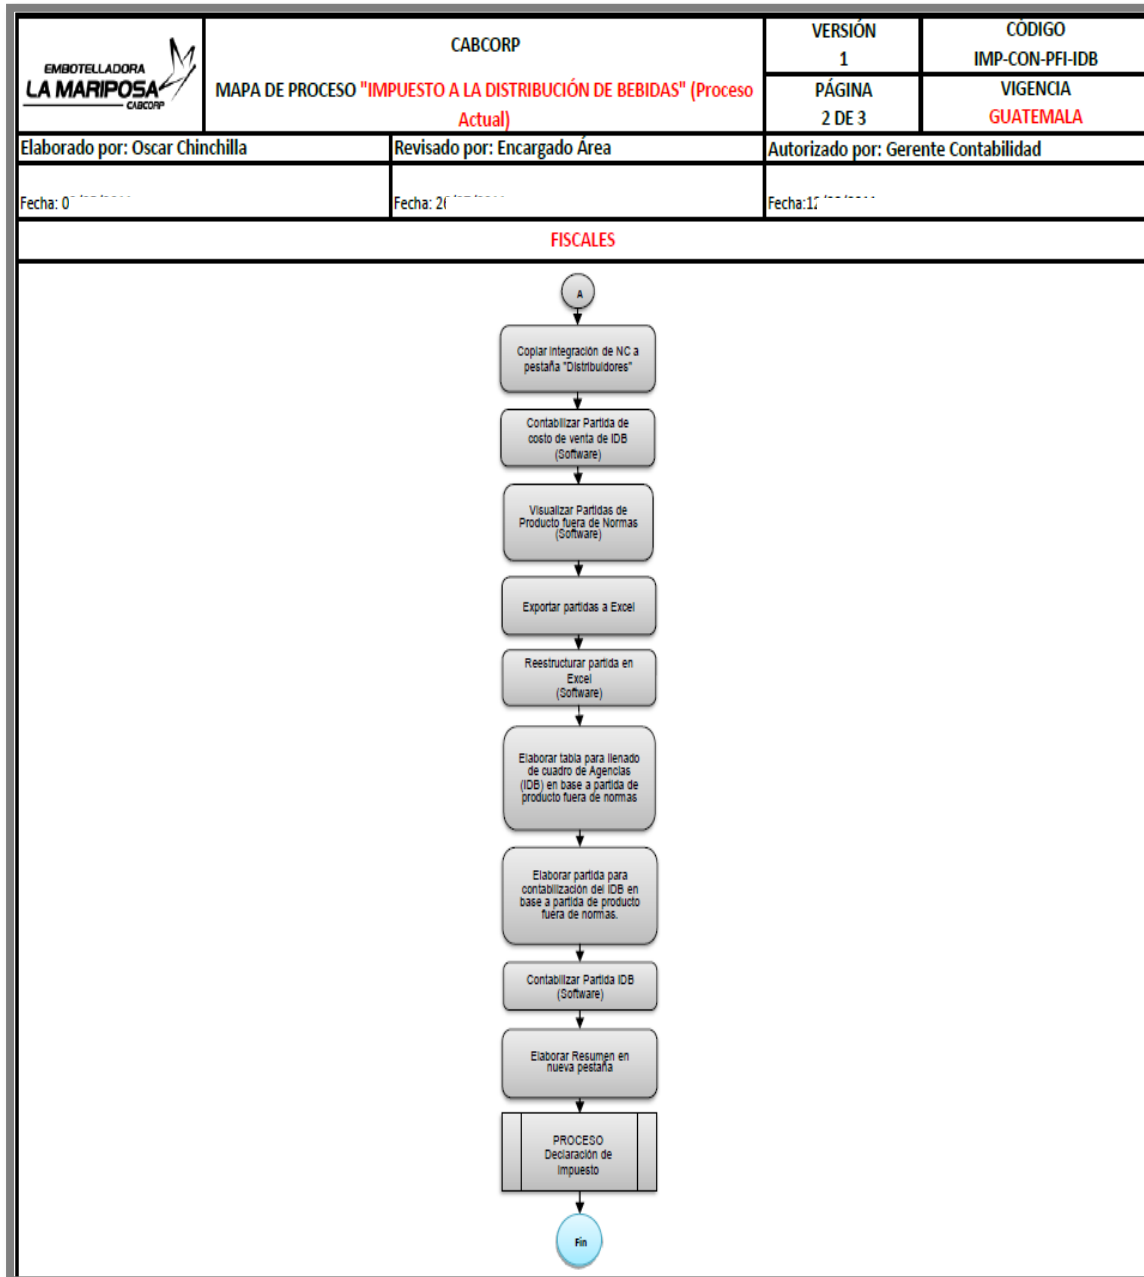 EMBOTELLADORA
LA MARIPOSA
CABCORP
CABCORP
MAPA DE PROCESO "IMPUESTO A LA DISTRIBUCIÓN DE BEBIDAS" (Proceso
Actual)
VERSIÓN
1
CÓDIGO
IMP-CON-PFI-IDB
PÁGINA
2 DE 3
VIGENCIA
GUATEMALA
Elaborado por: Oscar Chinchilla
Revisado por: Encargado Área
Autorizado por: Gerente Contabilidad
Fecha: 0
Fecha: 2
Fecha:12
FISCALES
A
Copiar integración de NC a
pestaña "Distribuidores"
Contabilizar Partida de
costo de venta de IDB
(Software)
Visualizar Partidas de
Producto fuera de Normas
(Software)
Exportar partidas a Excel
Reestructurar partida en
Excel
(Software)
Elaborar tabla para llenado
de cuadro de Agencias
(IDB) en base a partida de
producto fuera de normas
Elaborar partida para
contabilización del IDB en
base a partida de producto
fuera de normas.
Contabilizar Partida IDB
(Software)
Elaborar Resumen en
nueva pestaña
PROCESO
Declaración de
Impuesto
Fin